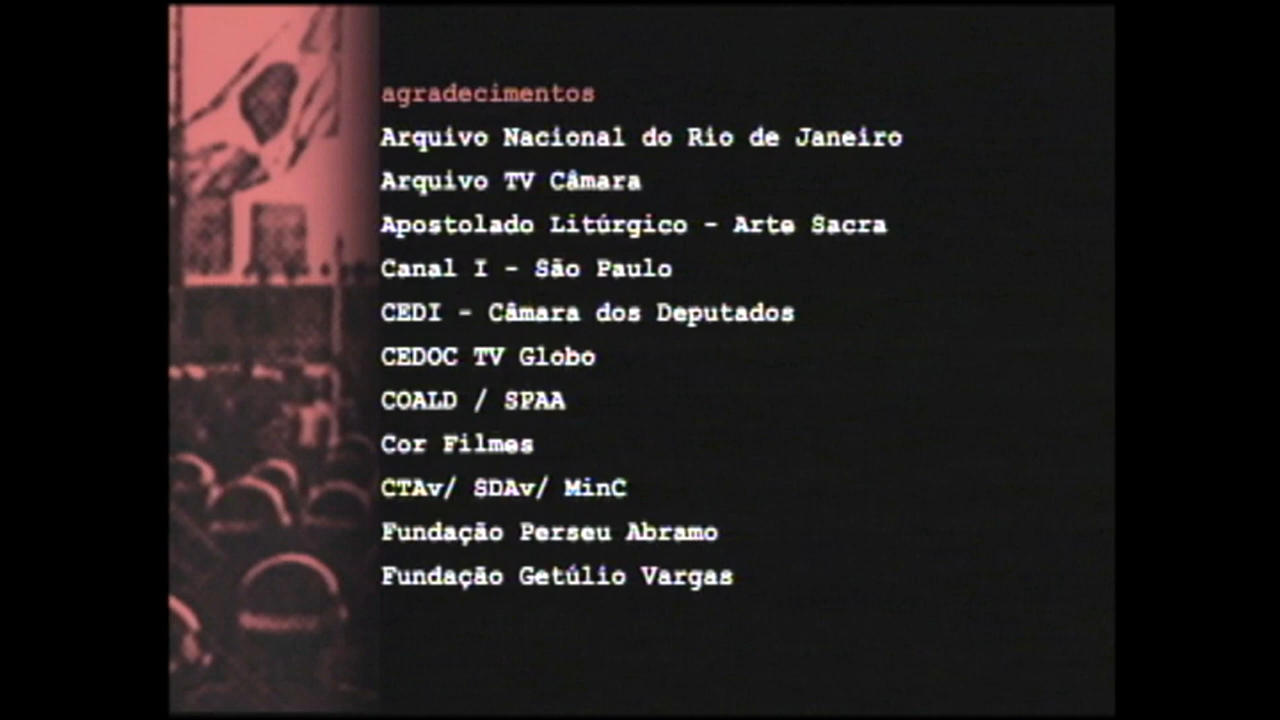 agradecimentos
Arquivo Nacional do Rio de Janeiro
Arquivo TV Câmara
Apostolado Litúrgico - Arte Sacra
Canal I - São Paulo
CEDI - Câmara dos Deputados
CEDOC TV Globo
COALD / SPAA
Cor Filmes
CTAv/ SDAv/ MinC
Fundação Perseu Abramo
Fundação Getúlio Vargas